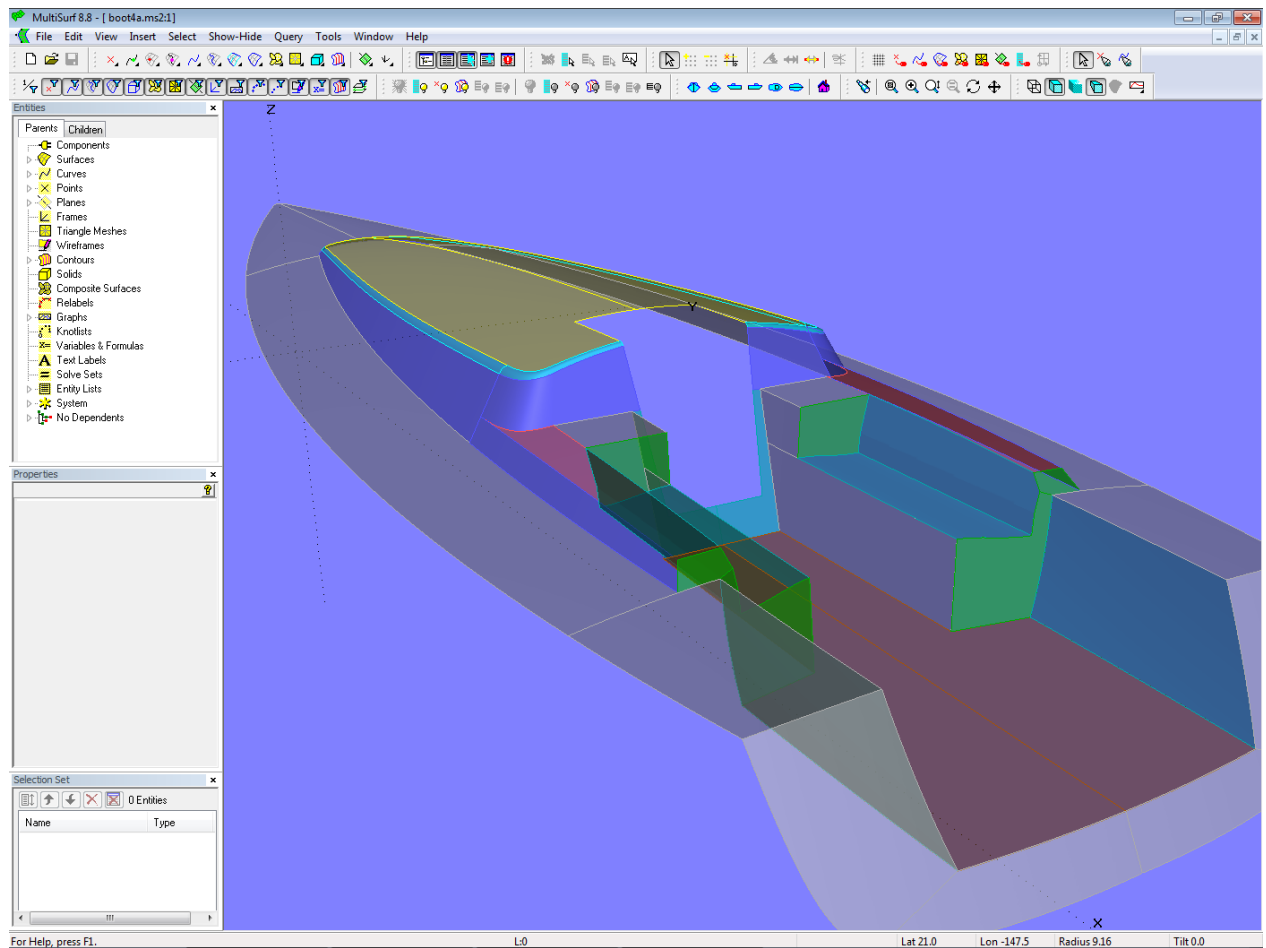 MultiSurf 8.8 - [ boot4a.ms2:1]
File Edit View Insert Select Show-Hide Query Tools Window Help
Entities
Parents Children
Components
Surfaces
Curves
Points
Planes
Frames
Triangle Meshes
Wireframes
Contours
Solids
Composite Surfaces
Relabels
Graphs
Knotlists
Variables & Formulas
Text Labels
Solve Sets
Entity Lists
System
No Dependents
Z
Y
X
Properties
Selection Set
0 Entities
Name Type
For Help, press F1. L:0 Lat 21.0 Lon -147.5 Radius 9.16 Tilt 0.0